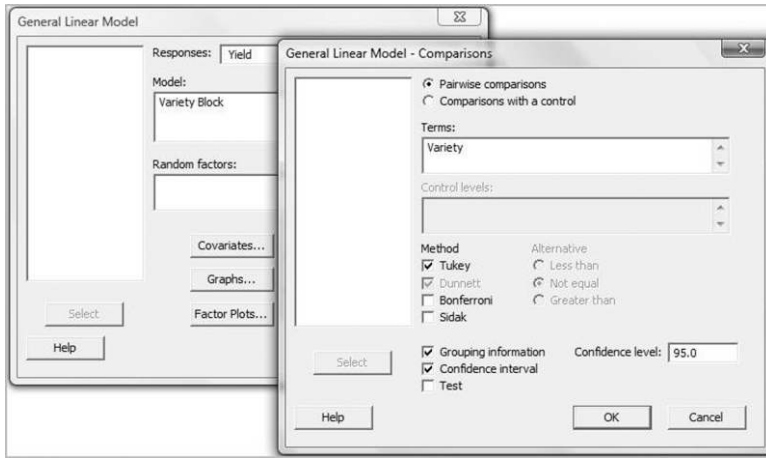 General Linear Model
Responses: Yield
Model:
Variety Block
Random factors:
Covariates...
Graphs...
Select
Factor Plots...
Help
General Linear Model - Comparisons
Pairwise comparisons
Comparisons with a control
Terms:
Variety
Control levels:
Method
Alternative
Tukey
Less than
Dunnett
Not equal
Bonferroni
Greater than
Sidak
Select
Grouping information
Confidence level: 95.0
Confidence interval
Test
Help
OK
Cancel